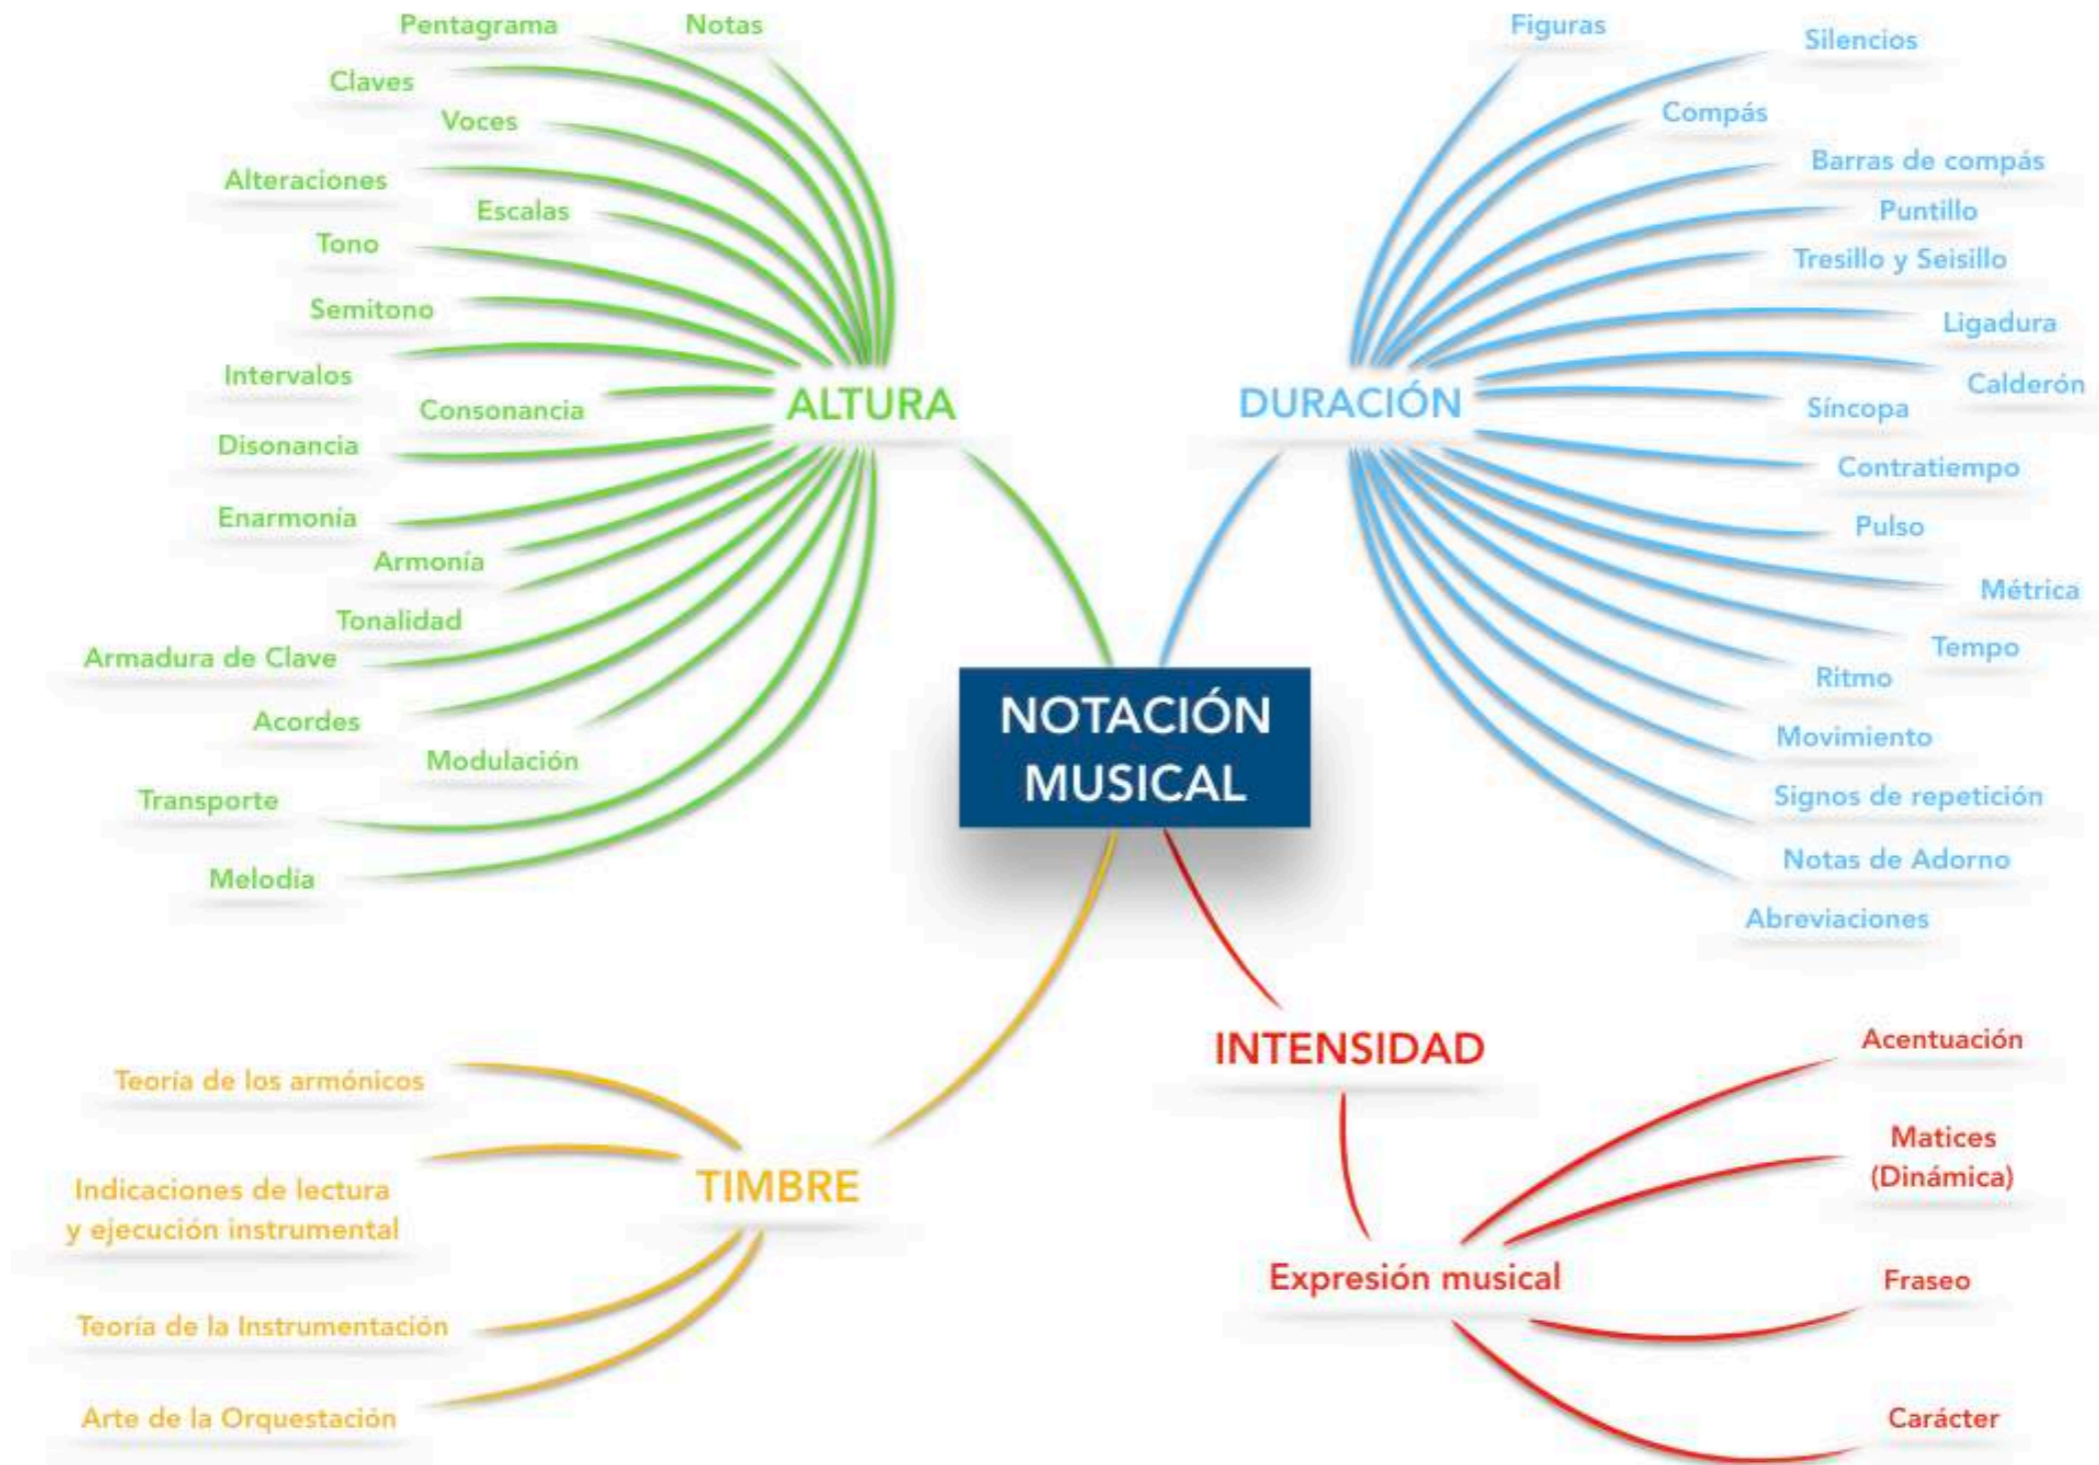 Pentagrama
Notas
Claves
Voces
Alteraciones
Escalas
Tono
Semitono
Intervalos
Consonancia
Disonancia
Enarmonía
Armonía
Tonalidad
Armadura de Clave
Acordes
Modulación
Transporte
Melodía
ALTURA
Figuras
Silencios
Compás
Barras de compás
Puntillo
Tresillo y Seisillo
Ligadura
Calderón
Síncopa
Contratiempo
Pulso
Métrica
Tempo
Ritmo
Movimiento
Signos de repetición
Notas de Adorno
Abreviaciones
DURACIÓN
NOTACIÓN
MUSICAL
Teoría de los armónicos
Indicaciones de lectura
y ejecución instrumental
Teoría de la Instrumentación
Arte de la Orquestación
TIMBRE
INTENSIDAD
Expresión musical
Acentuación
Matices
(Dinámica)
Fraseo
Carácter